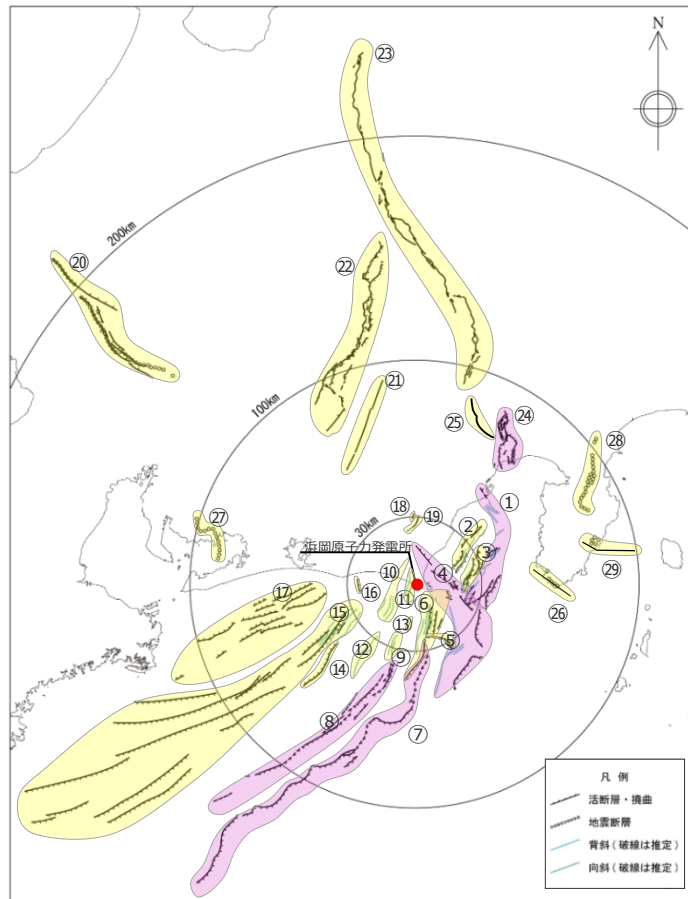 ㉓
N
200km
⑳
㉒
㉑
100km
㉕
㉔
㉘
①
⑱
⑲
30km
②
㉗
浜岡原子力発電所
③
㉙
④
⑩
⑯
⑰
⑪
⑥
㉖
⑮
⑬
⑤
⑫
⑨
⑭
⑧
⑦
凡 例
活断層・撓曲
地震断層
背斜(破線は推定)
向斜(破線は推定)